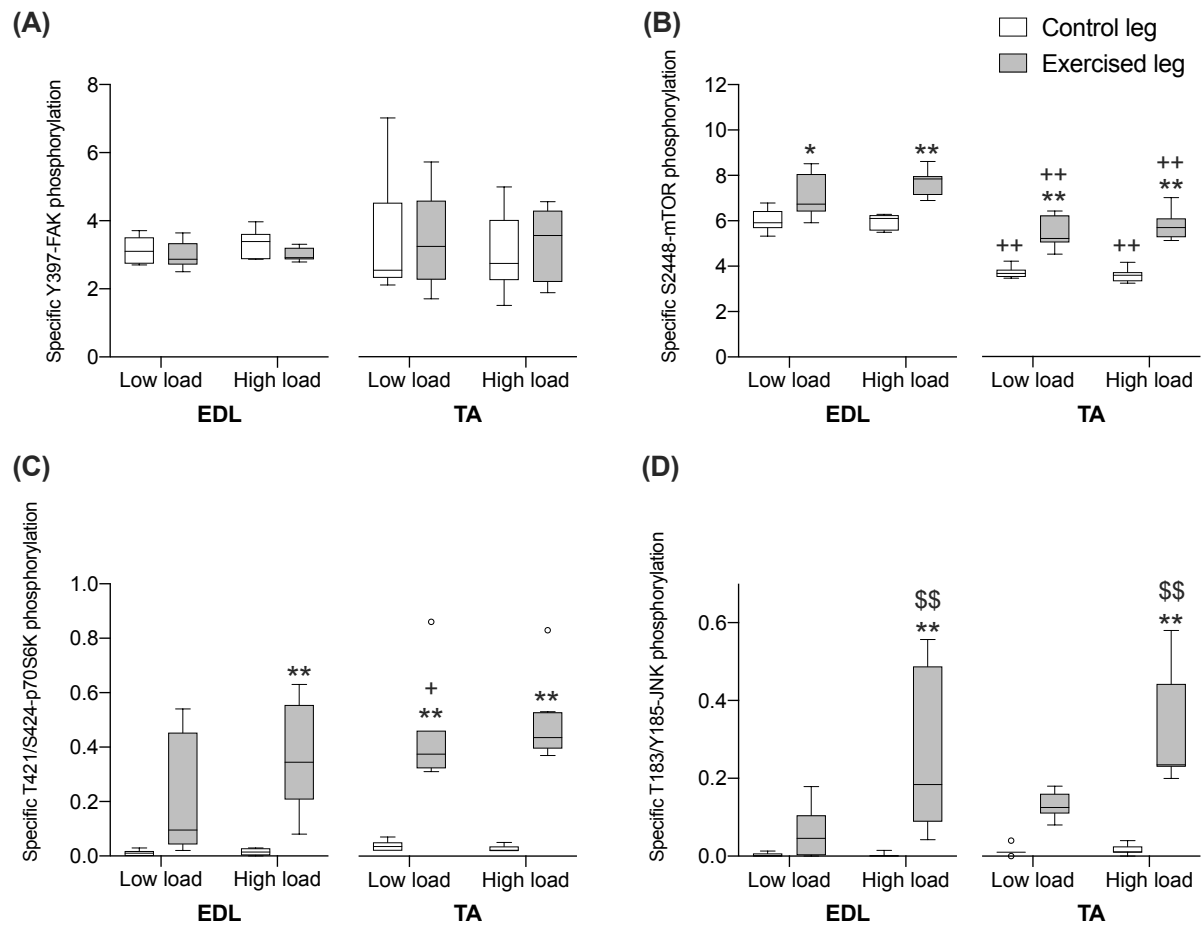 (A)
Specific Y397-FAK phosphorylation
8
6
4
2
0
Low load High load Low load High load
EDL TA
(B)
Control leg
Exercised leg
Specific S2448-mTOR phosphorylation
12
10
8
6
4
2
0
* **
++ ++
** **
++ ++
Low load High load Low load High load
EDL TA
(C)
Specific T421/S424-p70S6K phosphorylation
1.0
0.8
0.6
0.4
0.2
0.0
** + **
**
Low load High load Low load High load
EDL TA
(D)
Specific T183/Y185-JNK phosphorylation
0.6
0.4
0.2
0.0
$$ $$
** **
Low load High load Low load High load
EDL TA